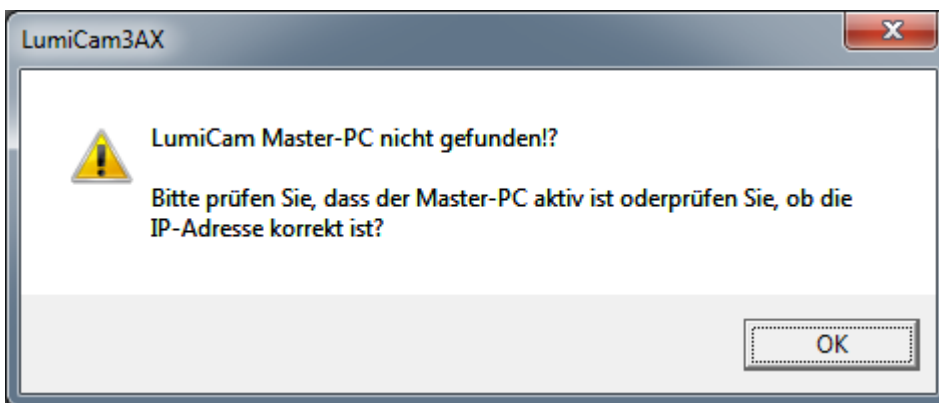 LumiCam3AX
LumiCam Master-PC nicht gefunden!?
Bitte prüfen Sie, dass der Master-PC aktiv ist oderprüfen Sie, ob die
IP-Adresse korrekt ist?
OK